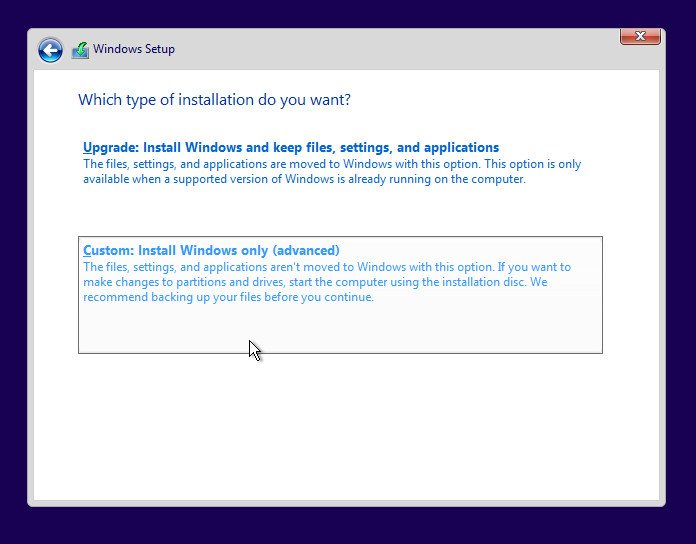 Windows Setup
Which type of installation do you want?
Upgrade: Install Windows and keep files, settings, and applications
The files, settings, and applications are moved to Windows with this option. This option is only
available when a supported version of Windows is already running on the computer.
Custom: Install Windows only (advanced)
The files, settings, and applications aren't moved to Windows with this option. If you want to
make changes to partitions and drives, start the computer using the installation disc. We
recommend backing up your files before you continue.